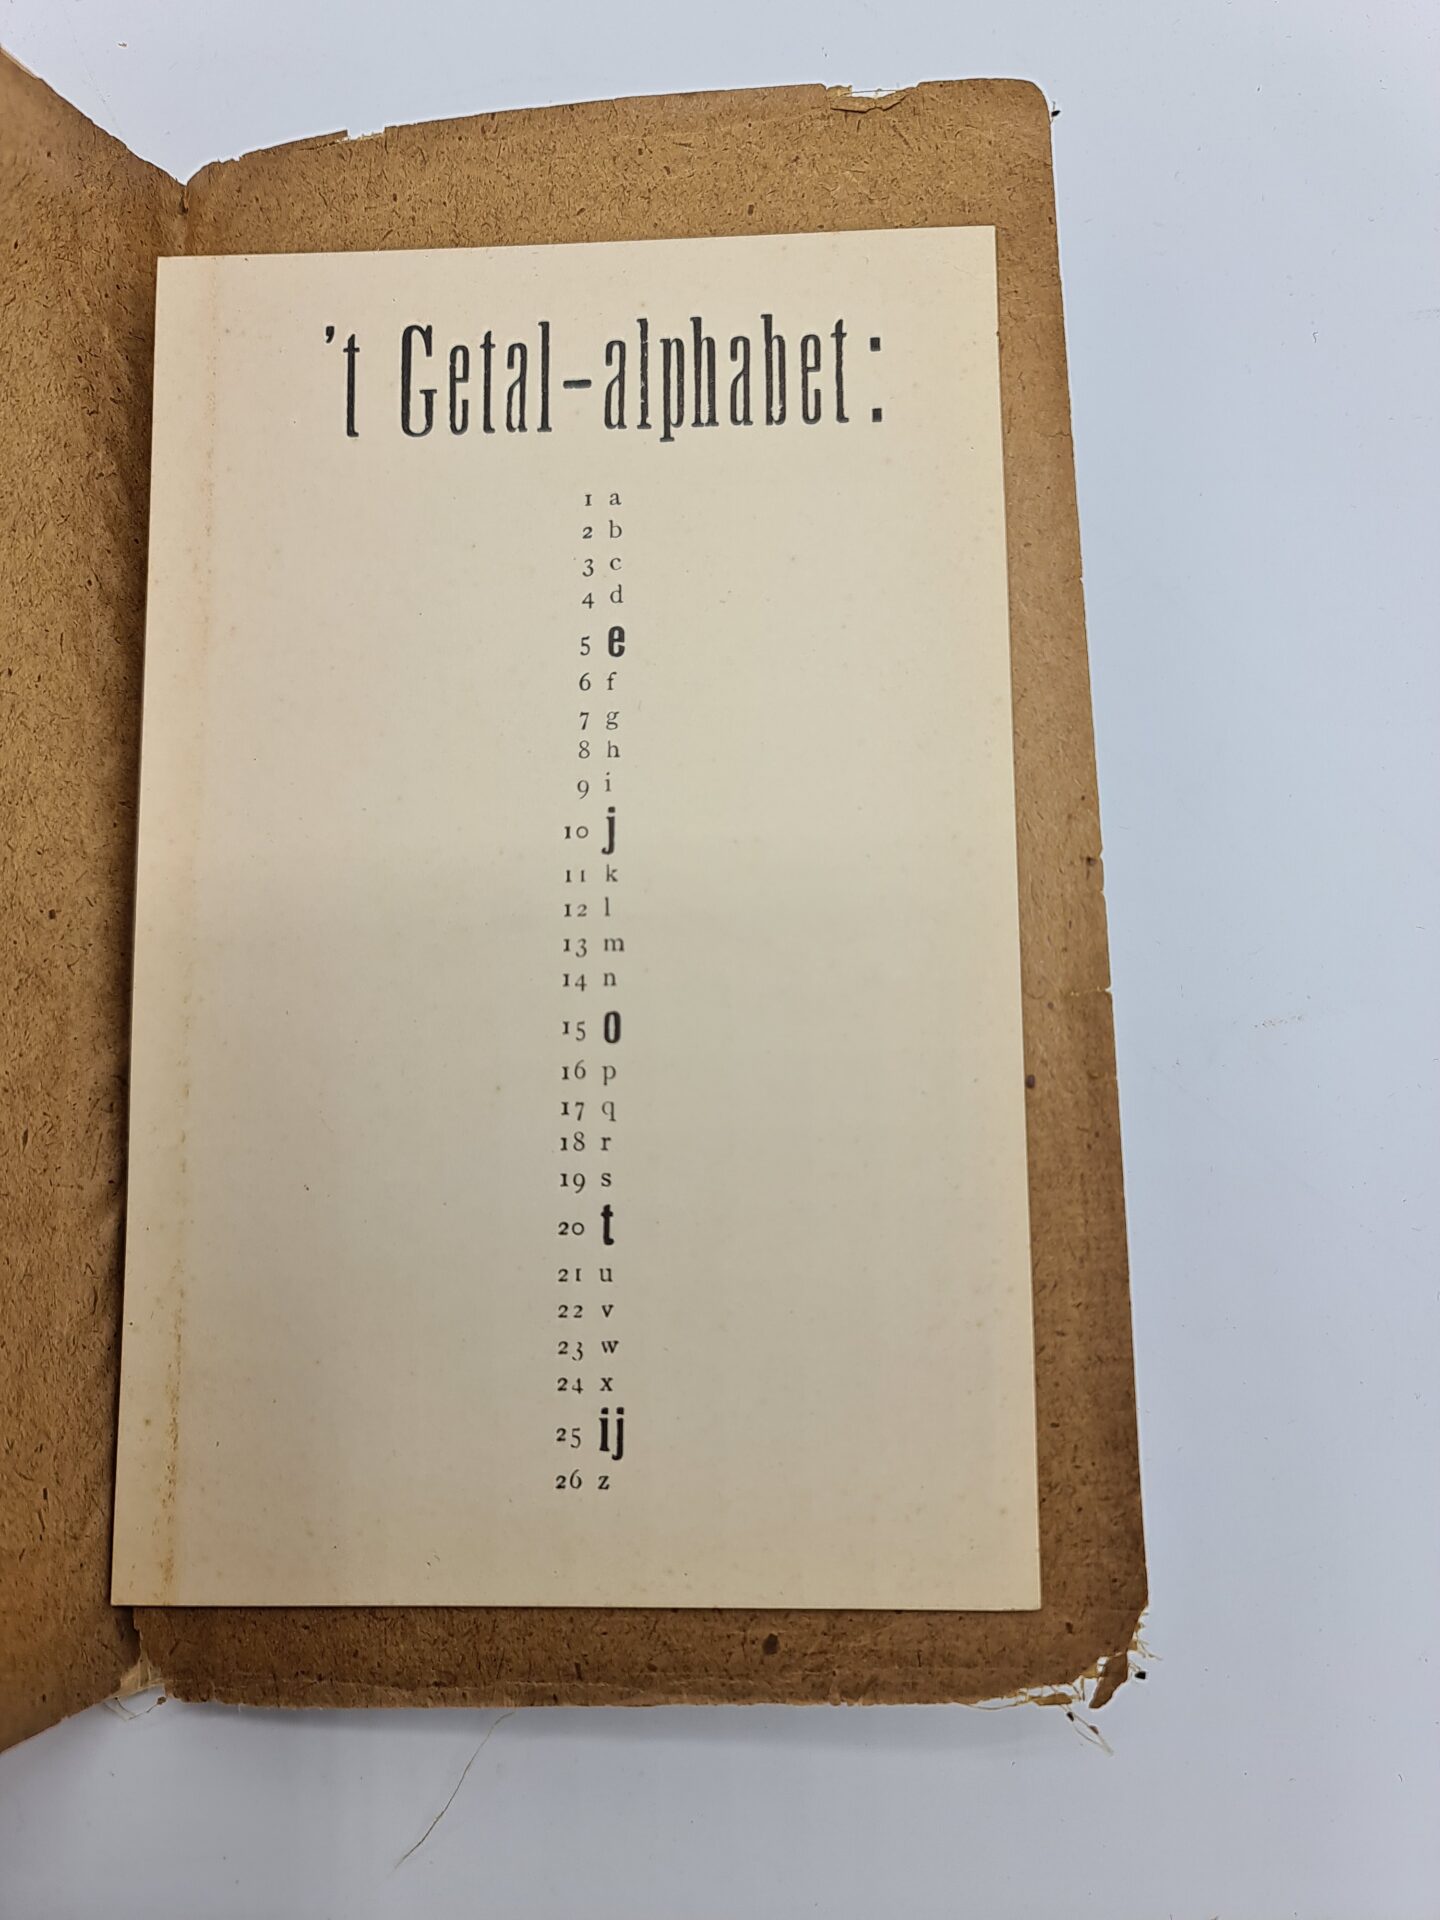 't Getal-alphabet:
1 a
2 b
3 c
4 d
5 e
6 f
7 g
8 h
9 i
10 j
11 k
12 l
13 m
14 n
15 o
16 p
17 q
18 r
19 s
20 t
21 u
22 v
23 w
24 x
25 ij
26 z